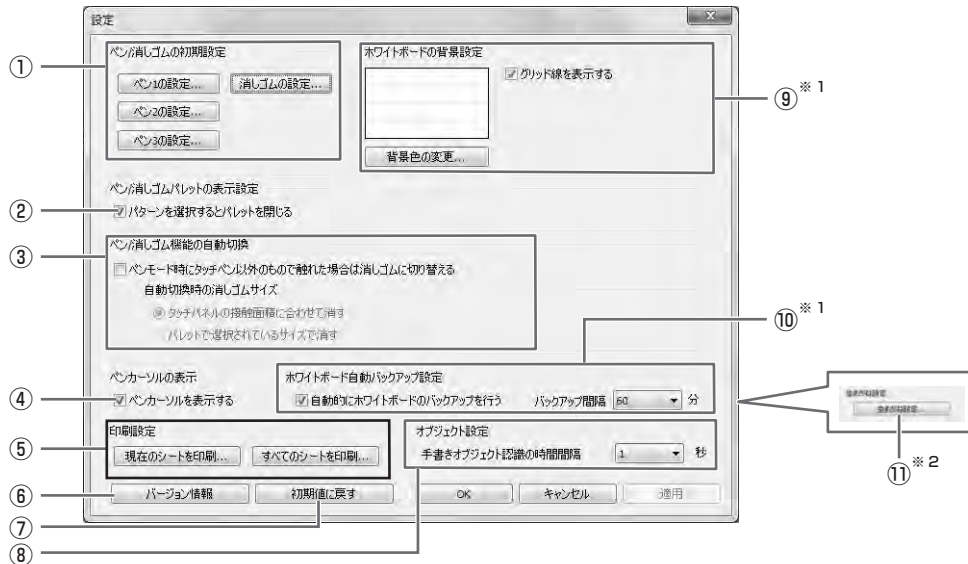 設定
① ペン/消しゴムの初期設定
ペン1の設定... 消しゴムの設定...
ペン2の設定...
ペン3の設定...
ホワイトボードの背景設定
グリッド線を表示する
背景色の変更...
⑨※1
ペン/消しゴムパレットの表示設定
② パターンを選択するとパレットを閉じる
③ ペン/消しゴム機能の自動切換
ペンモード時にタッチペン以外のもので触れた場合は消しゴムに切り替える
自動切換時の消しゴムサイズ
タッチパネルの接触面積に合わせて消す
パレットで選択されているサイズで消す
⑩※1
ペンカーソルの表示
④ ペンカーソルを表示する
ホワイトボード自動バックアップ設定
自動的にホワイトボードのバックアップを行う バックアップ間隔 60 分
⑤ 印刷設定
現在のシートを印刷... すべてのシートを印刷...
オブジェクト設定
手書きオブジェクト認識の時間間隔 1 秒
⑪※2
⑥ バージョン情報 初期値に戻す OK キャンセル 適用
⑦
⑧